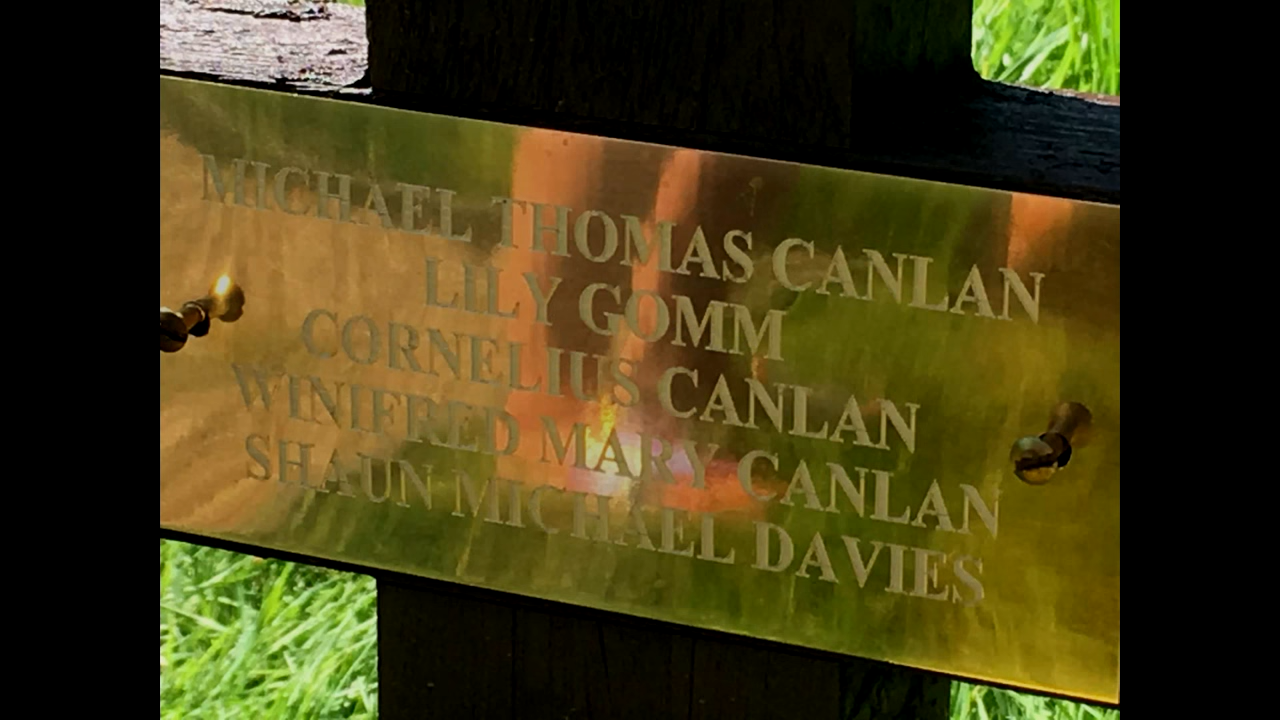 MICHAEL THOMAS CANLAN
LILY GOMM
CORNELIUS CANLAN
WINIFRED MARY CANLAN
SHAUN MICHAEL DAVIES